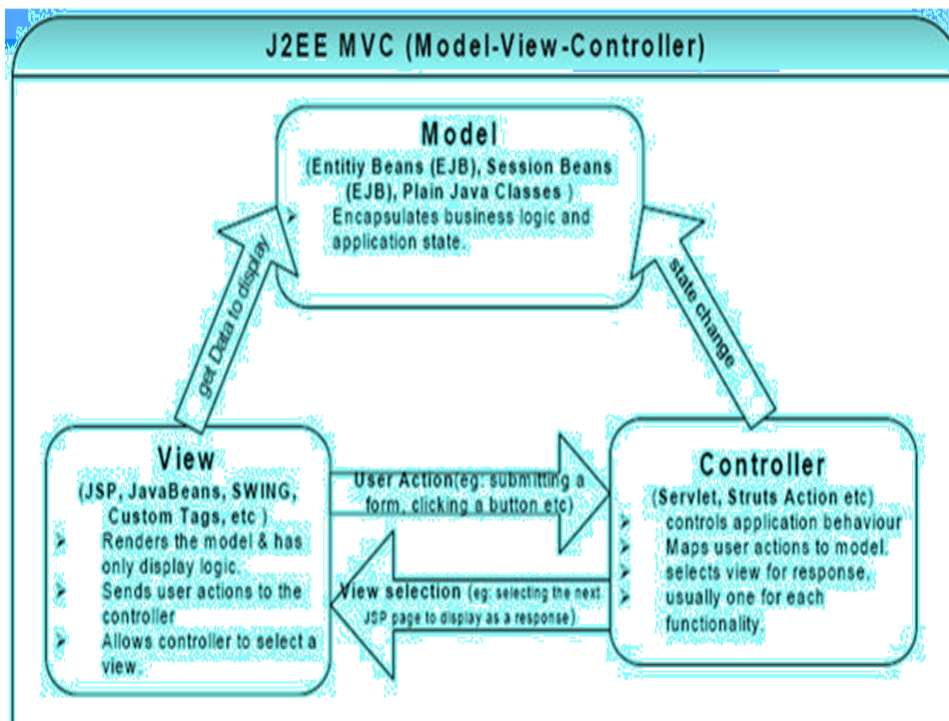 J2EE MVC (Model-View-Controller)
Model
(Entitiy Beans (EJB), Session Beans
(EJB), Plain Java Classes )
➤ Encapsulates business logic and
application state.
get Data to display
state change
View
(JSP, JavaBeans, SWING,
Custom Tags, etc )
➤ Renders the model & has
only display logic.
➤ Sends user actions to the
controller
➤ Allows controller to select a
view.
User Action(eg: submitting a
form, clicking a button etc)
View selection (eg: selecting the next
JSP page to display as a response)
Controller
(Servlet, Struts Action etc)
➤ controls application behaviour
➤ Maps user actions to model.
➤ selects view for response,
➤ usually one for each
functionality.